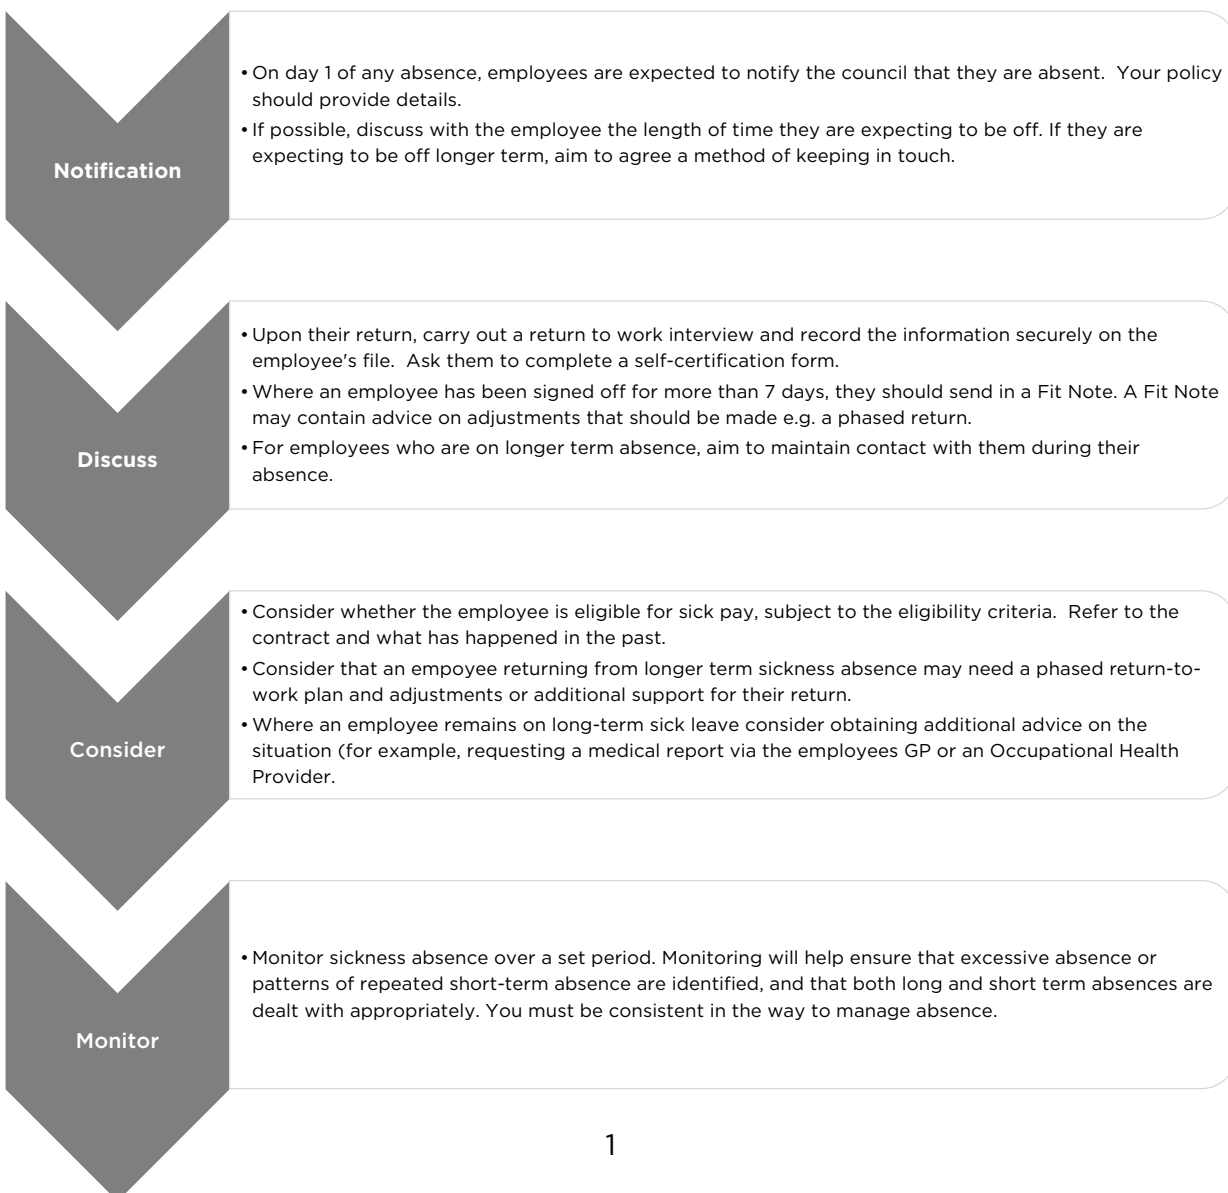 Notification
• On day 1 of any absence, employees are expected to notify the council that they are absent.  Your policy
should provide details.
• If possible, discuss with the employee the length of time they are expecting to be off. If they are
expecting to be off longer term, aim to agree a method of keeping in touch.
Discuss
• Upon their return, carry out a return to work interview and record the information securely on the
employee's file.  Ask them to complete a self-certification form.
• Where an employee has been signed off for more than 7 days, they should send in a Fit Note. A Fit Note
may contain advice on adjustments that should be made e.g. a phased return.
• For employees who are on longer term absence, aim to maintain contact with them during their
absence.
Consider
• Consider whether the employee is eligible for sick pay, subject to the eligibility criteria.  Refer to the
contract and what has happened in the past.
• Consider that an empoyee returning from longer term sickness absence may need a phased return-to-
work plan and adjustments or additional support for their return.
• Where an employee remains on long-term sick leave consider obtaining additional advice on the
situation (for example, requesting a medical report via the employees GP or an Occupational Health
Provider.
Monitor
• Monitor sickness absence over a set period. Monitoring will help ensure that excessive absence or
patterns of repeated short-term absence are identified, and that both long and short term absences are
dealt with appropriately. You must be consistent in the way to manage absence.
1